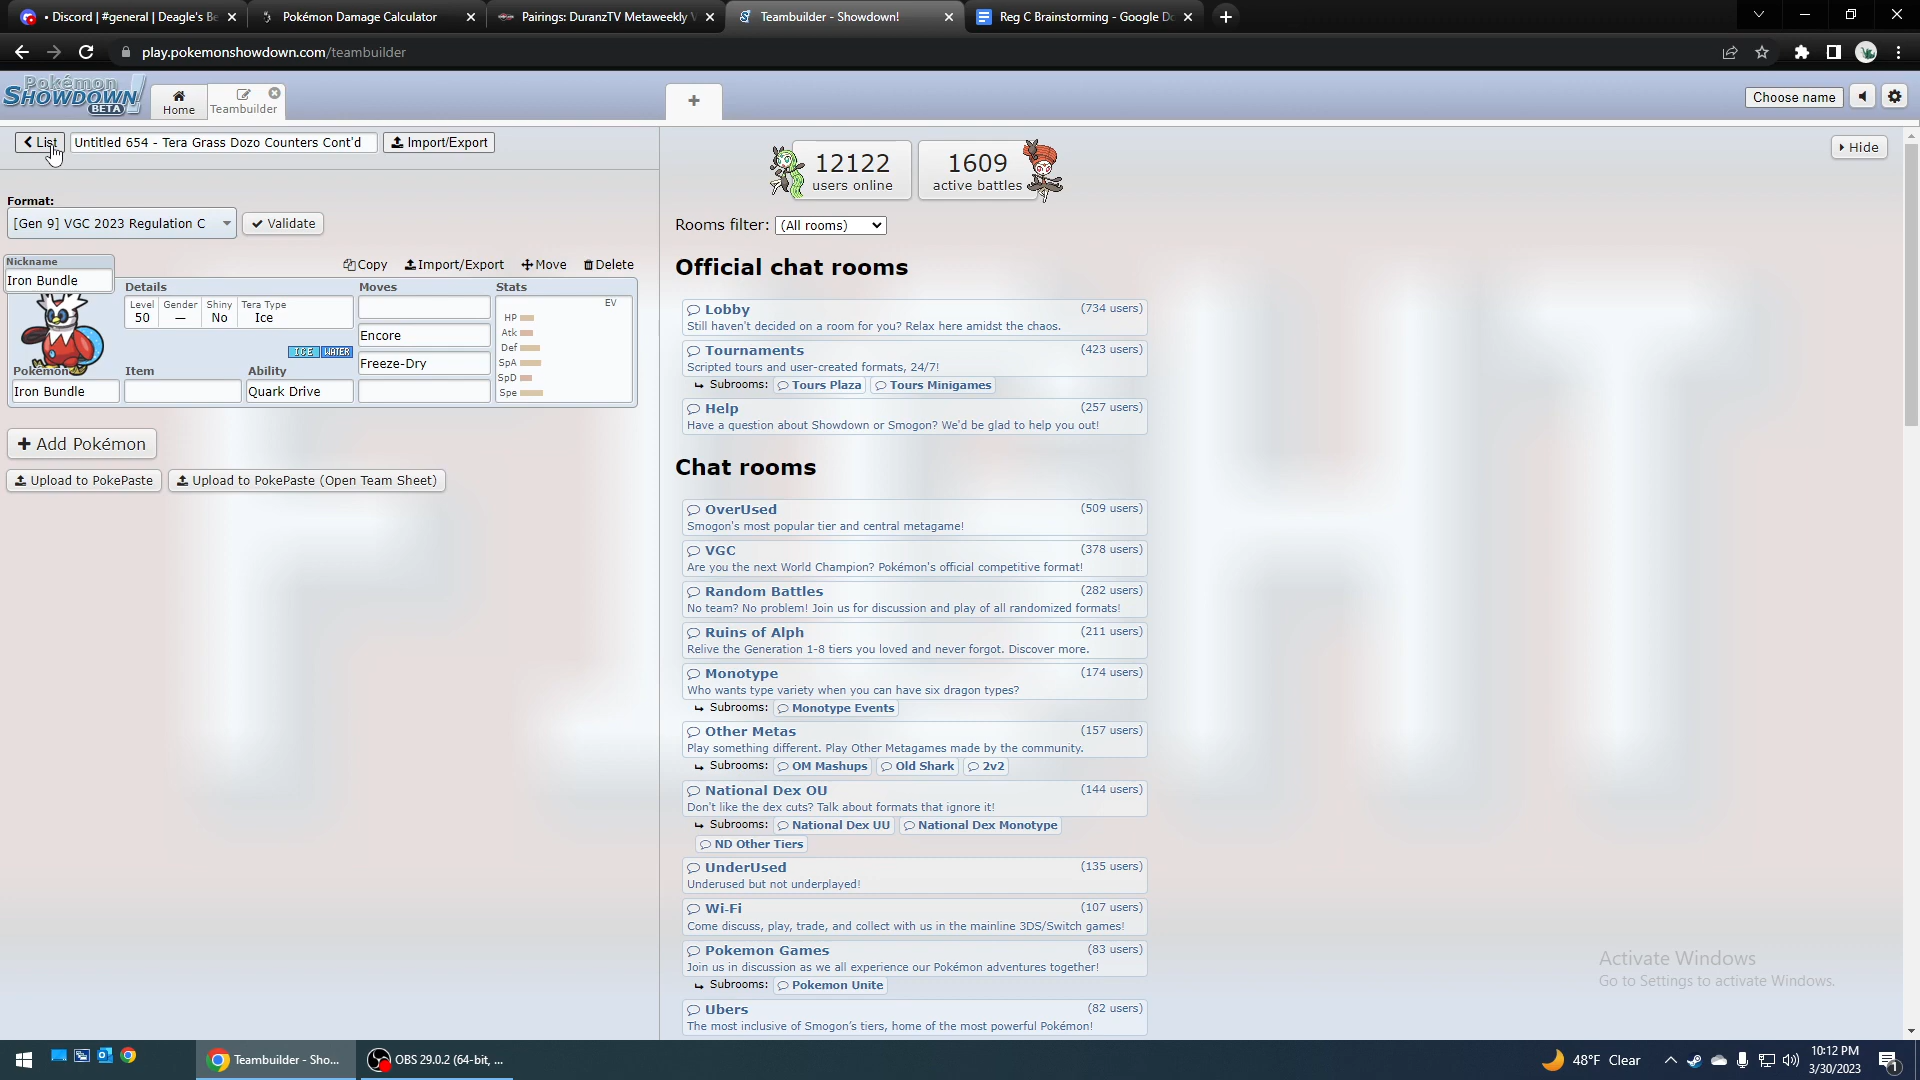 Discord | #general | Deagle's Be
Pokémon Damage Calculator
Pairings: DuranzTV Metaweekly V
Teambuilder - Showdown!
Reg C Brainstorming - Google Do
play.pokemonshowdown.com/teambuilder
Pokémon
SHOWDOWN!
BETA
Home
Teambuilder
Choose name
List
Untitled 654 - Tera Grass Dozo Counters Cont'd
Import/Export
Format:
[Gen 9] VGC 2023 Regulation C
Validate
Copy
Import/Export
Move
Delete
Nickname
Iron Bundle
Details
Level
50
Gender
—
Shiny
No
Tera Type
Ice
ICE
WATER
Pokémon
Iron Bundle
Item
Ability
Quark Drive
Moves
Encore
Freeze-Dry
Stats
EV
HP
Atk
Def
SpA
SpD
Spe
+ Add Pokémon
Upload to PokePaste
Upload to PokePaste (Open Team Sheet)
12122
users online
1609
active battles
Hide
Rooms filter: (All rooms)
Official chat rooms
Lobby (734 users)
Still haven't decided on a room for you? Relax here amidst the chaos.
Tournaments (423 users)
Scripted tours and user-created formats, 24/7!
Subrooms: Tours Plaza Tours Minigames
Help (257 users)
Have a question about Showdown or Smogon? We'd be glad to help you out!
Chat rooms
OverUsed (509 users)
Smogon's most popular tier and central metagame!
VGC (378 users)
Are you the next World Champion? Pokémon's official competitive format!
Random Battles (282 users)
No team? No problem! Join us for discussion and play of all randomized formats!
Ruins of Alph (211 users)
Relive the Generation 1-8 tiers you loved and never forgot. Discover more.
Monotype (174 users)
Who wants type variety when you can have six dragon types?
Subrooms: Monotype Events
Other Metas (157 users)
Play something different. Play Other Metagames made by the community.
Subrooms: OM Mashups Old Shark 2v2
National Dex OU (144 users)
Don't like the dex cuts? Talk about formats that ignore it!
Subrooms: National Dex UU National Dex Monotype
ND Other Tiers
UnderUsed (135 users)
Underused but not underplayed!
Wi-Fi (107 users)
Come discuss, play, trade, and collect with us in the mainline 3DS/Switch games!
Pokemon Games (83 users)
Join us in discussion as we all experience our Pokémon adventures together!
Subrooms: Pokemon Unite
Ubers (82 users)
The most inclusive of Smogon's tiers, home of the most powerful Pokémon!
Activate Windows
Go to Settings to activate Windows.
Teambuilder - Sho...
OBS 29.0.2 (64-bit, ...
48°F Clear
10:12 PM
3/30/2023
1